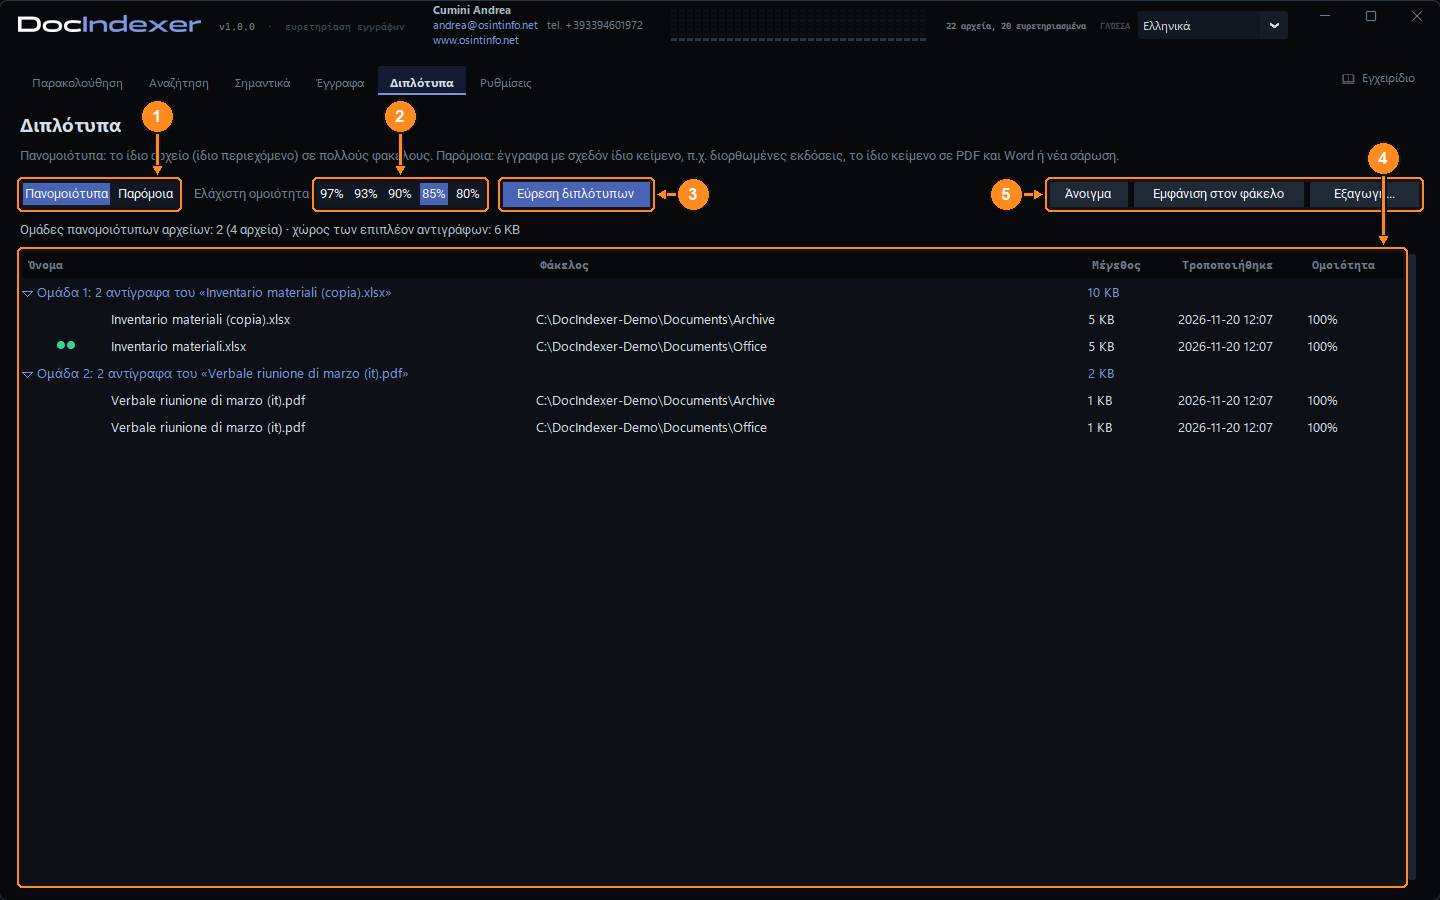 DocIndexer v1.0.0 · ευρετηρίαση εγγράφων
Cumini Andrea
andrea@osintinfo.net tel. +393394601972
www.osintinfo.net
22 αρχεία, 20 ευρετηριασμένα ΓΛΩΣΣΑ Ελληνικά
Παρακολούθηση Αναζήτηση Σημαντικά Έγγραφα Διπλότυπα Ρυθμίσεις Εγχειρίδιο
1 2 4
Διπλότυπα
Πανομοιότυπα: το ίδιο αρχείο (ίδιο περιεχόμενο) σε πολλούς φακέλους. Παρόμοια: έγγραφα με σχεδόν ίδιο κείμενο, π.χ. διορθωμένες εκδόσεις, το ίδιο κείμενο σε PDF και Word ή νέα σάρωση.
Πανομοιότυπα Παρόμοια Ελάχιστη ομοιότητα 97% 93% 90% 85% 80% Εύρεση διπλότυπων 3 5 Άνοιγμα Εμφάνιση στον φάκελο Εξαγωγή...
Ομάδες πανομοιότυπων αρχείων: 2 (4 αρχεία) · χώρος των επιπλέον αντιγράφων: 6 KB
Όνομα Φάκελος Μέγεθος Τροποποιήθηκε Ομοιότητα
Ομάδα 1: 2 αντίγραφα του «Inventario materiali (copia).xlsx» 10 KB
Inventario materiali (copia).xlsx C:\DocIndexer-Demo\Documents\Archive 5 KB 2026-11-20 12:07 100%
Inventario materiali.xlsx C:\DocIndexer-Demo\Documents\Office 5 KB 2026-11-20 12:07 100%
Ομάδα 2: 2 αντίγραφα του «Verbale riunione di marzo (it).pdf» 2 KB
Verbale riunione di marzo (it).pdf C:\DocIndexer-Demo\Documents\Archive 1 KB 2026-11-20 12:07 100%
Verbale riunione di marzo (it).pdf C:\DocIndexer-Demo\Documents\Office 1 KB 2026-11-20 12:07 100%